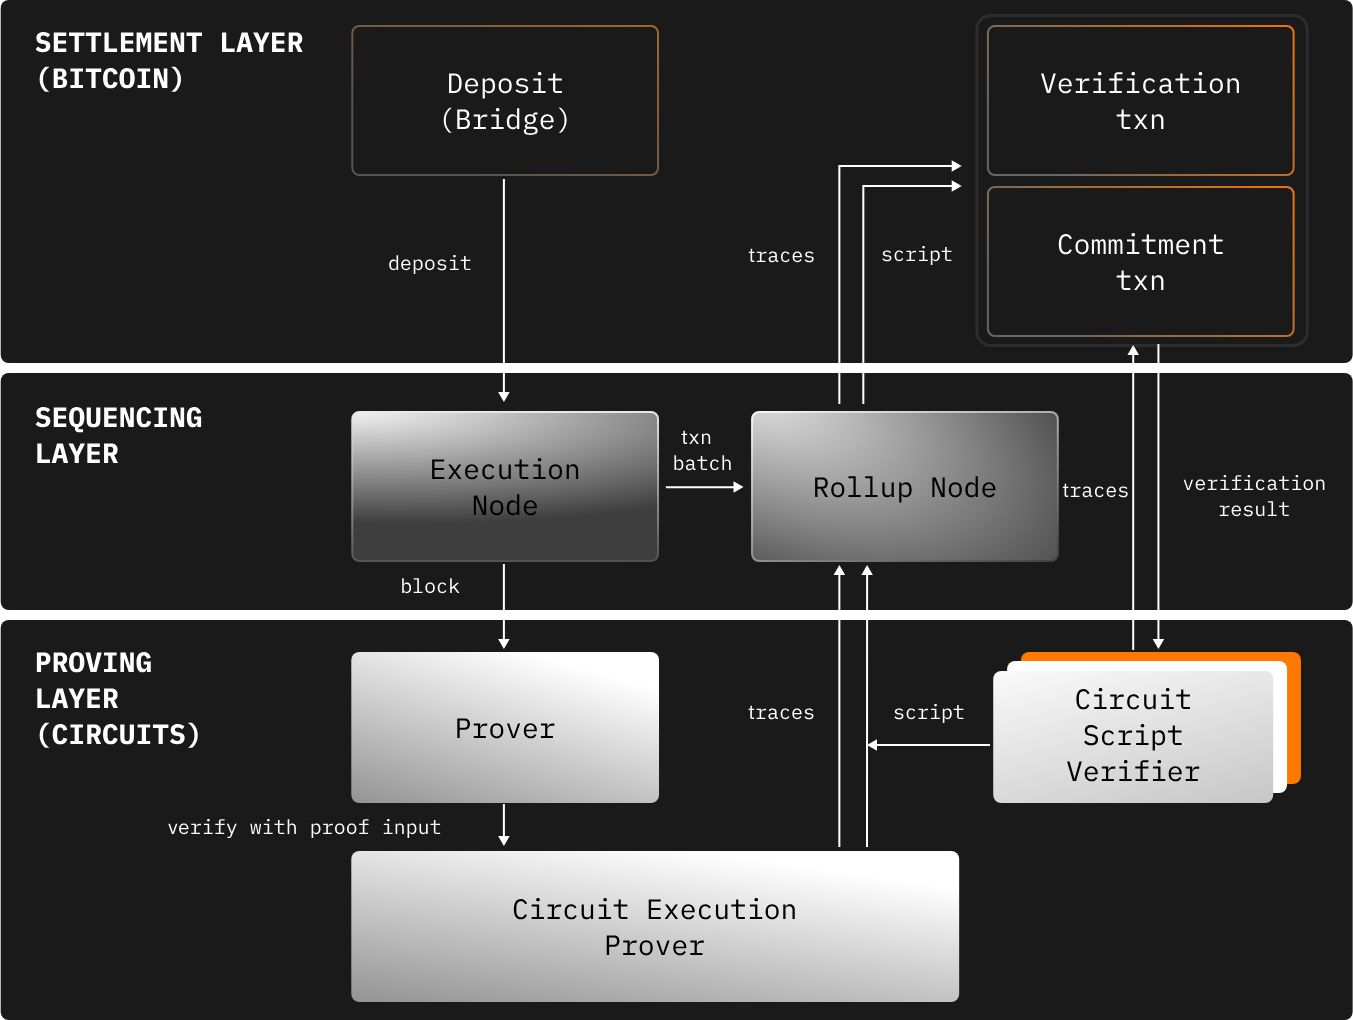 SETTLEMENT LAYER
(BITCOIN)
Deposit
(Bridge)
Verification
txn
Commitment
txn
deposit
traces
script
SEQUENCING
LAYER
Execution
Node
txn
batch
Rollup Node
traces
verification
result
block
PROVING
LAYER
(CIRCUITS)
Prover
traces
script
Circuit
Script
Verifier
verify with proof input
Circuit Execution
Prover